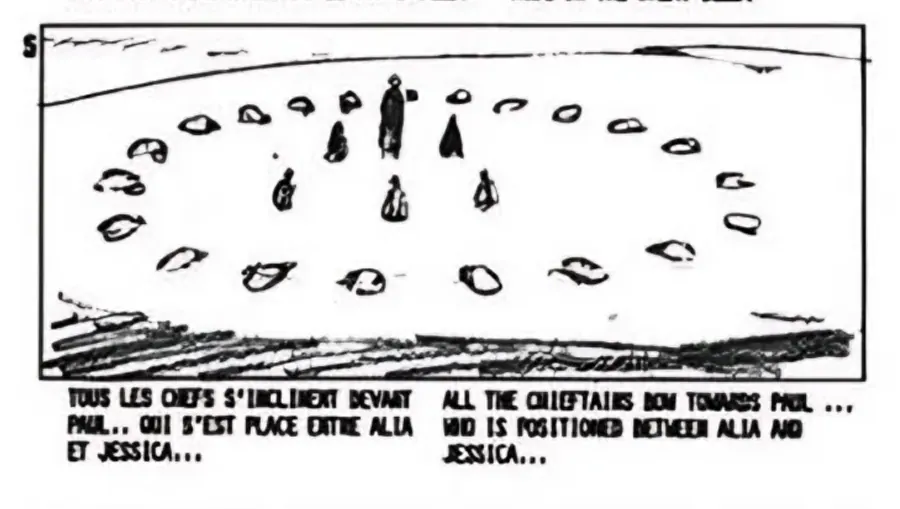 5
TOUS LES CHEFS S'INCLINENT DEVANT
PAUL.. QUI S'EST PLACE ENTRE ALIA
ET JESSICA...
ALL THE CHIEFTAINS BOW TOWARDS PAUL ...
WHO IS POSITIONED BETWEEN ALIA AND
JESSICA...